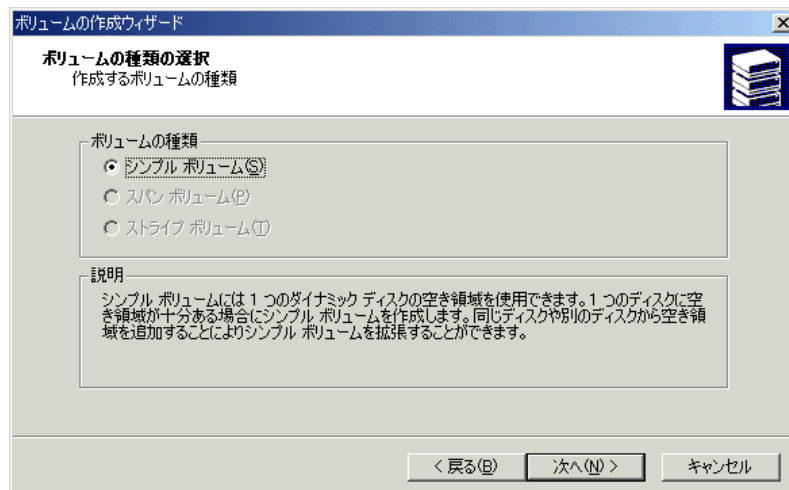 ボリュームの作成ウィザード
ボリュームの種類の選択
作成するボリュームの種類
ボリュームの種類
シンプル ボリューム(S)
スパン ボリューム(P)
ストライプ ボリューム(T)
説明
シンプル ボリュームには 1 つのダイナミック ディスクの空き領域を使用できます。1 つのディスクに空
き領域が十分ある場合にシンプル ボリュームを作成します。同じディスクや別のディスクから空き領
域を追加することによりシンプル ボリュームを拡張することができます。
< 戻る(B) 次へ(N) > キャンセル